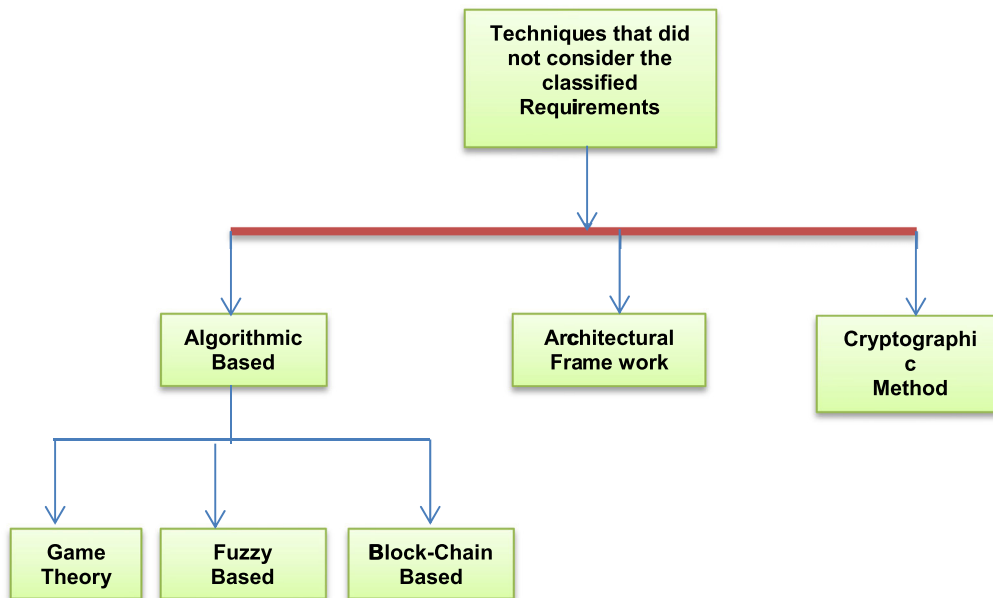 Techniques that did
not consider the
classified
Requirements
Algorithmic
Based
Architectural
Frame work
Cryptographi
c
Method
Game
Theory
Fuzzy
Based
Block-Chain
Based